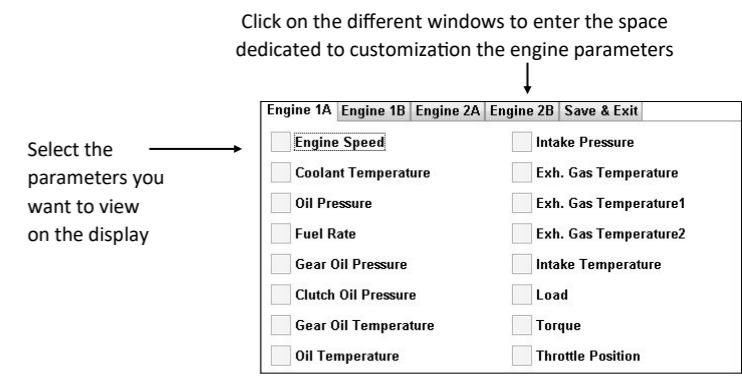 Click on the different windows to enter the space
dedicated to customization the engine parameters
Engine 1A Engine 1B Engine 2A Engine 2B Save & Exit
Select the
parameters you
want to view
on the display
Engine Speed
Coolant Temperature
Oil Pressure
Fuel Rate
Gear Oil Pressure
Clutch Oil Pressure
Gear Oil Temperature
Oil Temperature
Intake Pressure
Exh. Gas Temperature
Exh. Gas Temperature1
Exh. Gas Temperature2
Intake Temperature
Load
Torque
Throttle Position